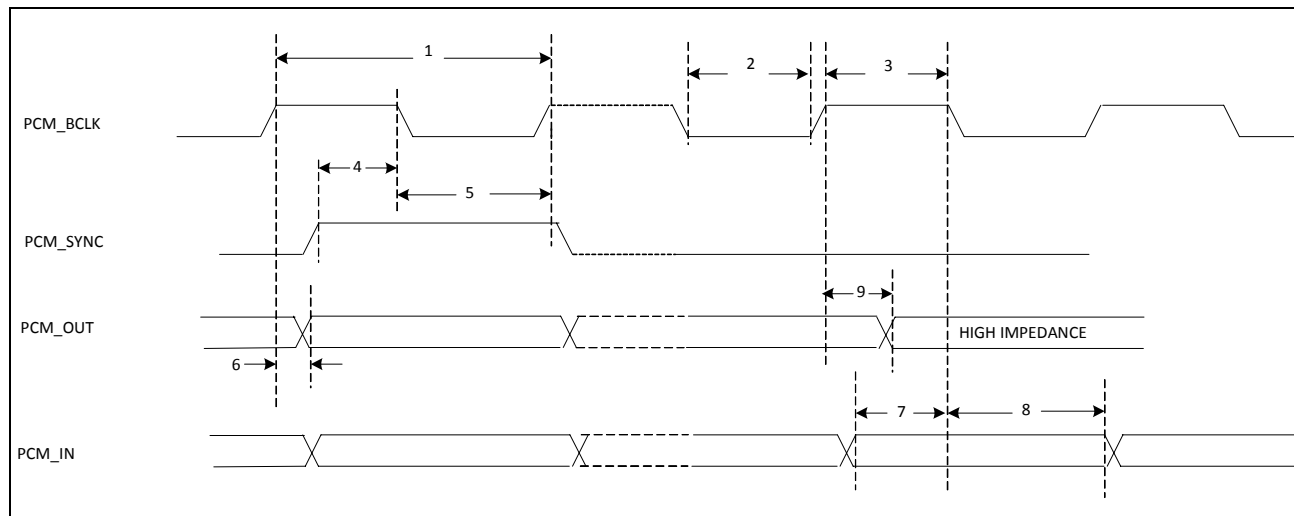 1
2
3
PCM_BCLK
4
5
PCM_SYNC
9
PCM_OUT
HIGH IMPEDANCE
6
7
8
PCM_IN